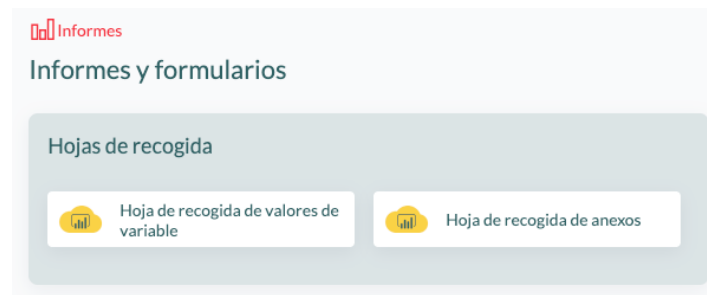 Informes
Informes y formularios
Hojas de recogida
Hoja de recogida de valores de
variable
Hoja de recogida de anexos